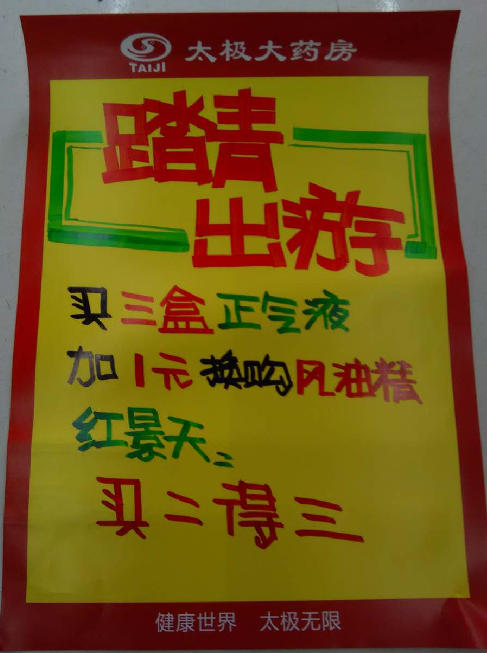 TAIJI 太极大药房
踏青
出游
买三盒正气液
加1元换购风油精
红景天:
买二得三
健康世界 太极无限